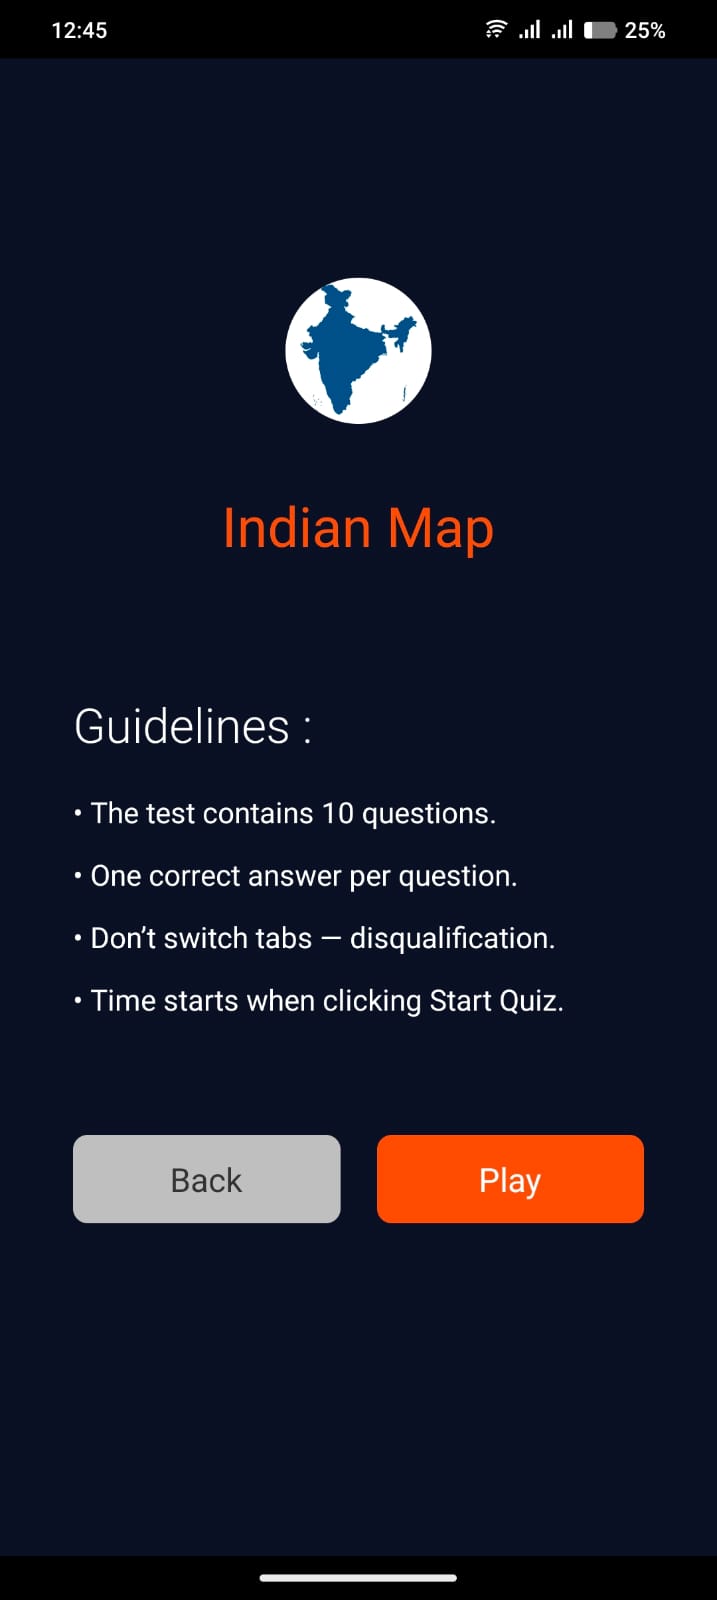 12:45 25%
Indian Map
Guidelines :
• The test contains 10 questions.
• One correct answer per question.
• Don’t switch tabs — disqualification.
• Time starts when clicking Start Quiz.
Back Play